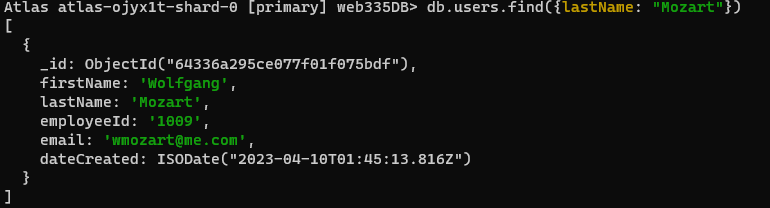 Atlas atlas-ojyx1t-shard-0 [primary] web335DB> db.users.find({lastName: "Mozart"})
[
  {
    _id: ObjectId("64336a295ce077f01f075bdf"),
    firstName: 'Wolfgang',
    lastName: 'Mozart',
    employeeId: '1009',
    email: 'wmozart@me.com',
    dateCreated: ISODate("2023-04-10T01:45:13.816Z")
  }
]